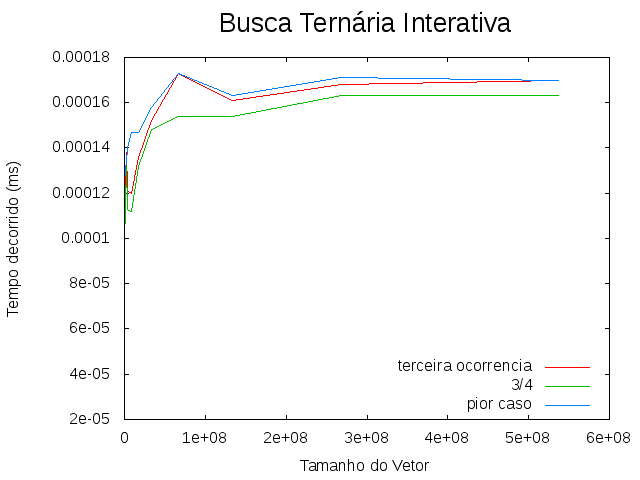 Busca Ternária Interativa
0.00018
0.00016
0.00014
0.00012
0.0001
8e-05
6e-05
4e-05
2e-05
Tempo decorrido (ms)
terceira ocorrencia
3/4
pior caso
0 1e+08 2e+08 3e+08 4e+08 5e+08 6e+08
Tamanho do Vetor